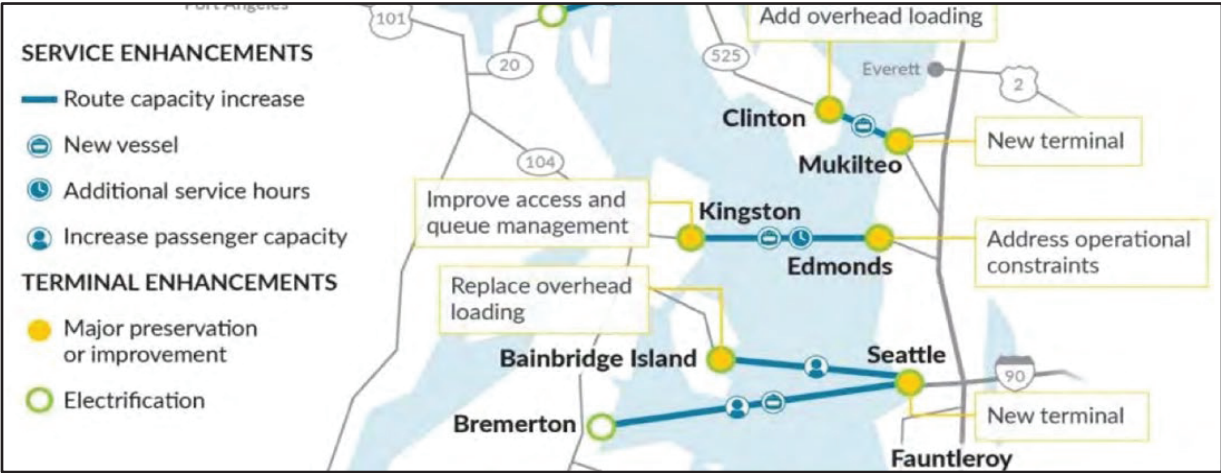 Port Angeles
SERVICE ENHANCEMENTS
Route capacity increase
New vessel
Additional service hours
Increase passenger capacity
TERMINAL ENHANCEMENTS
Major preservation
or improvement
Electrification
101
20
525
Add overhead loading
Everett
2
Clinton
Mukilteo
New terminal
104
Improve access and
queue management
Kingston
Edmonds
Address operational
constraints
Replace overhead
loading
Bainbridge Island
Seattle
90
Bremerton
New terminal
Fauntleroy